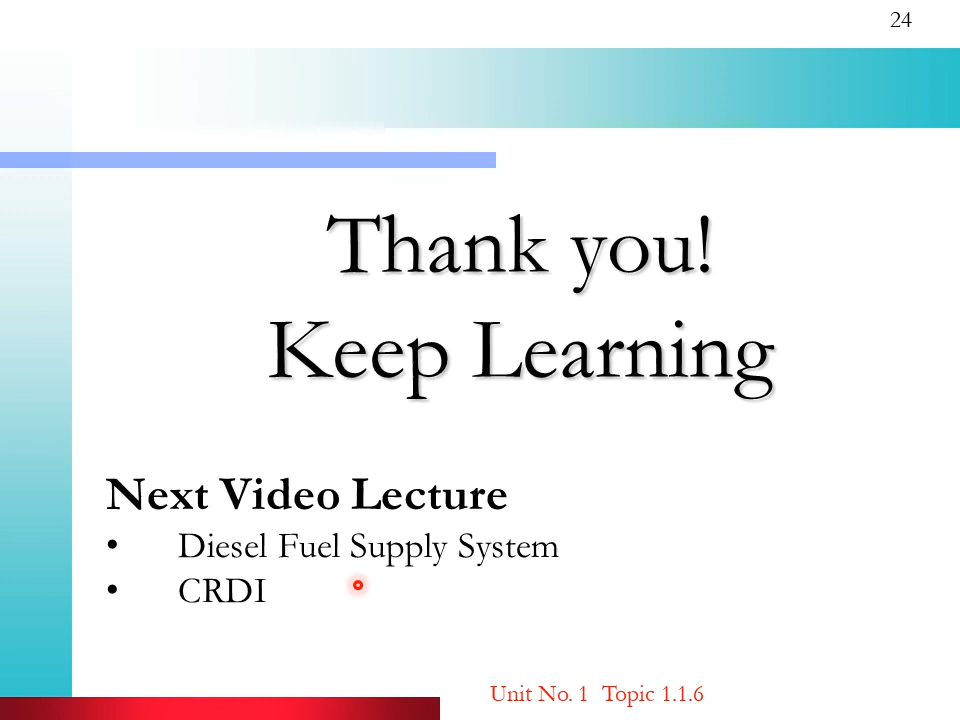 24
Thank you!
Keep Learning
Next Video Lecture
• Diesel Fuel Supply System
• CRDI
Unit No. 1 Topic 1.1.6